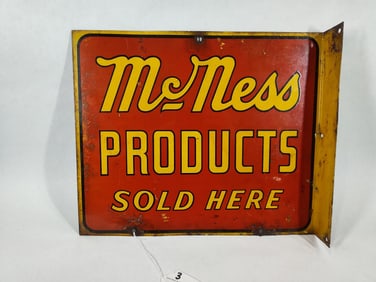 McNess
PRODUCTS
SOLD HERE
3